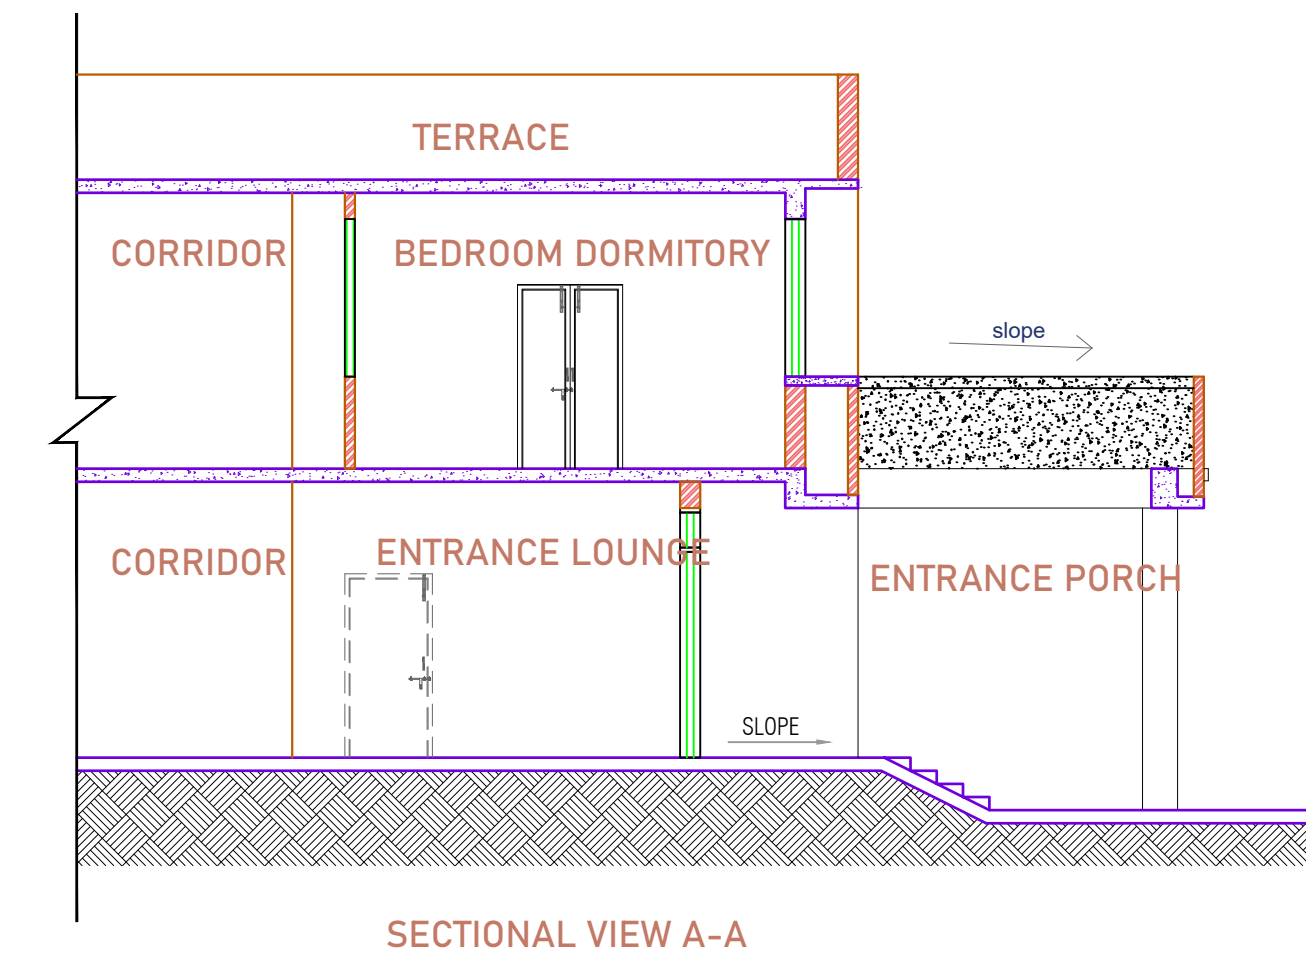 TERRACE
CORRIDOR
BEDROOM DORMITORY
slope
CORRIDOR
ENTRANCE LOUNGE
ENTRANCE PORCH
SLOPE
SECTIONAL VIEW A-A